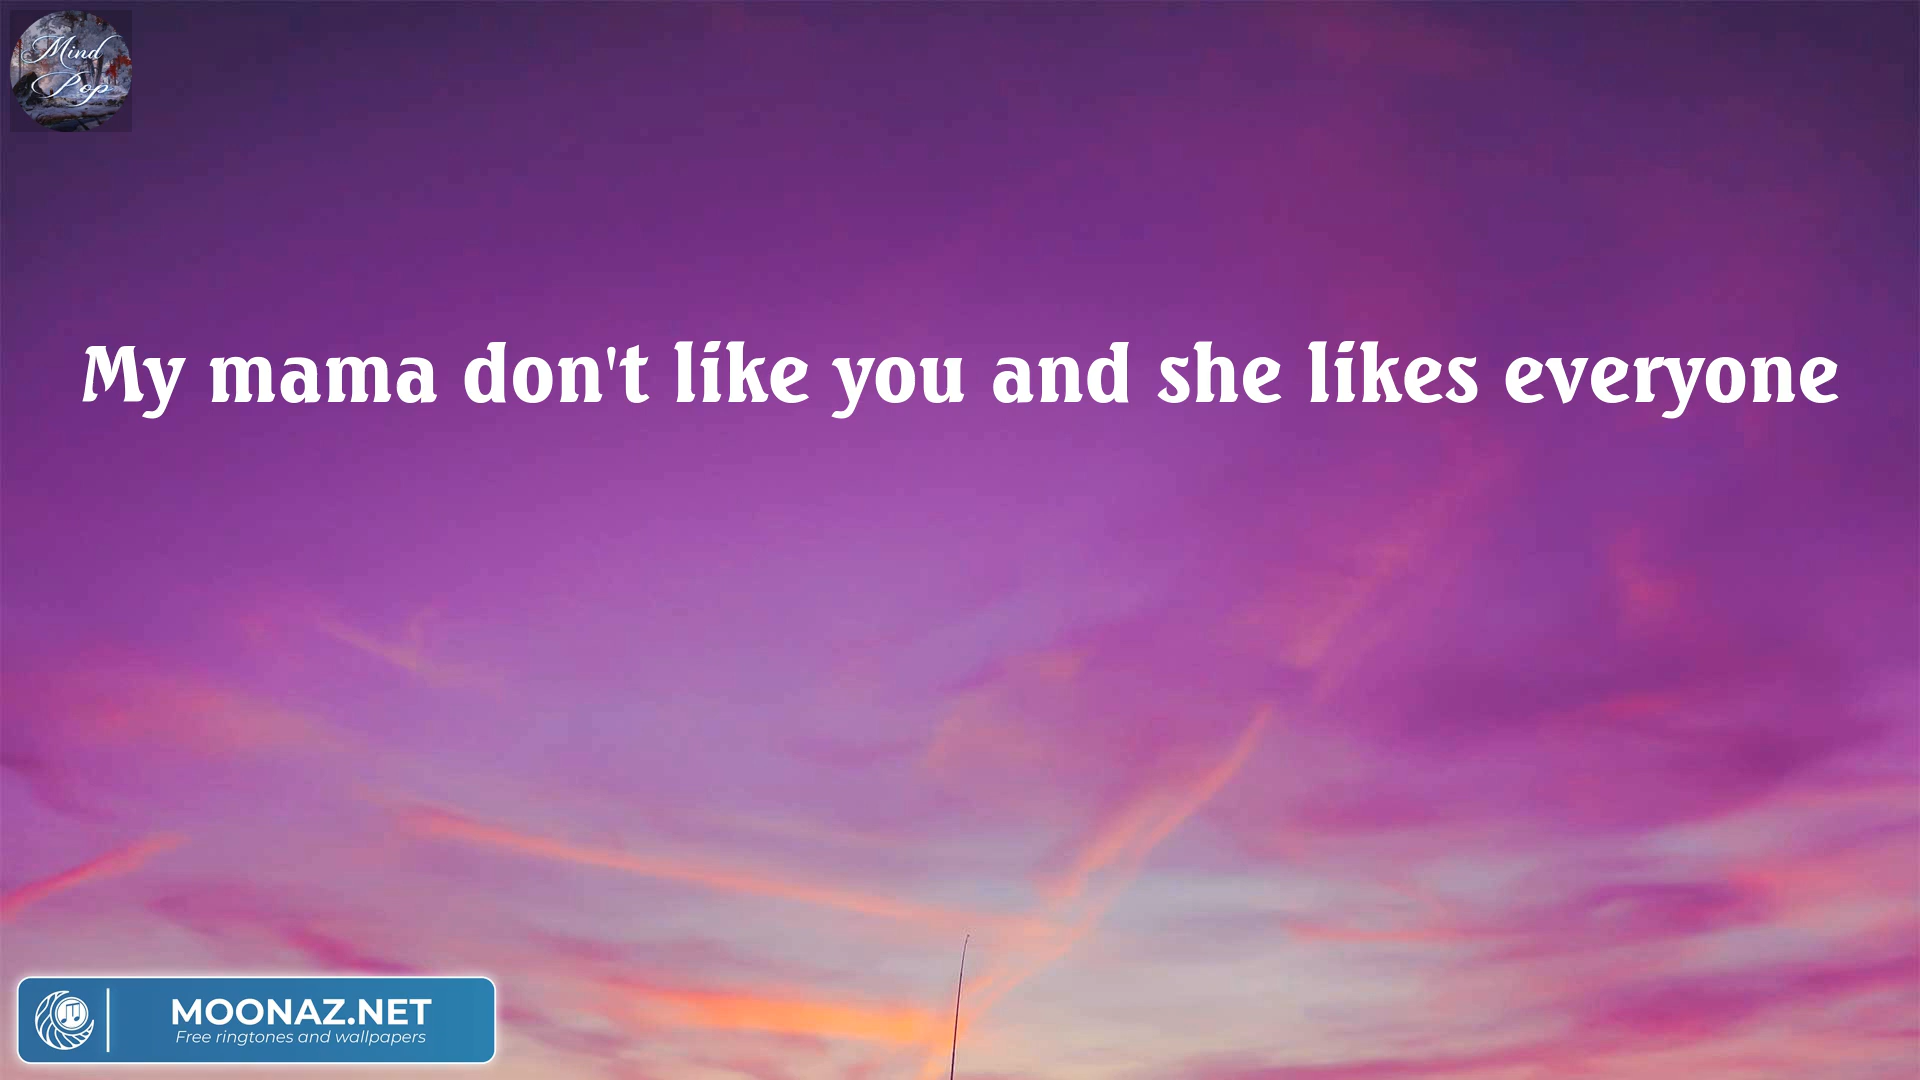 Mind
Pop
My mama don't like you and she likes everyone
MOONAZ.NET
Free ringtones and wallpapers